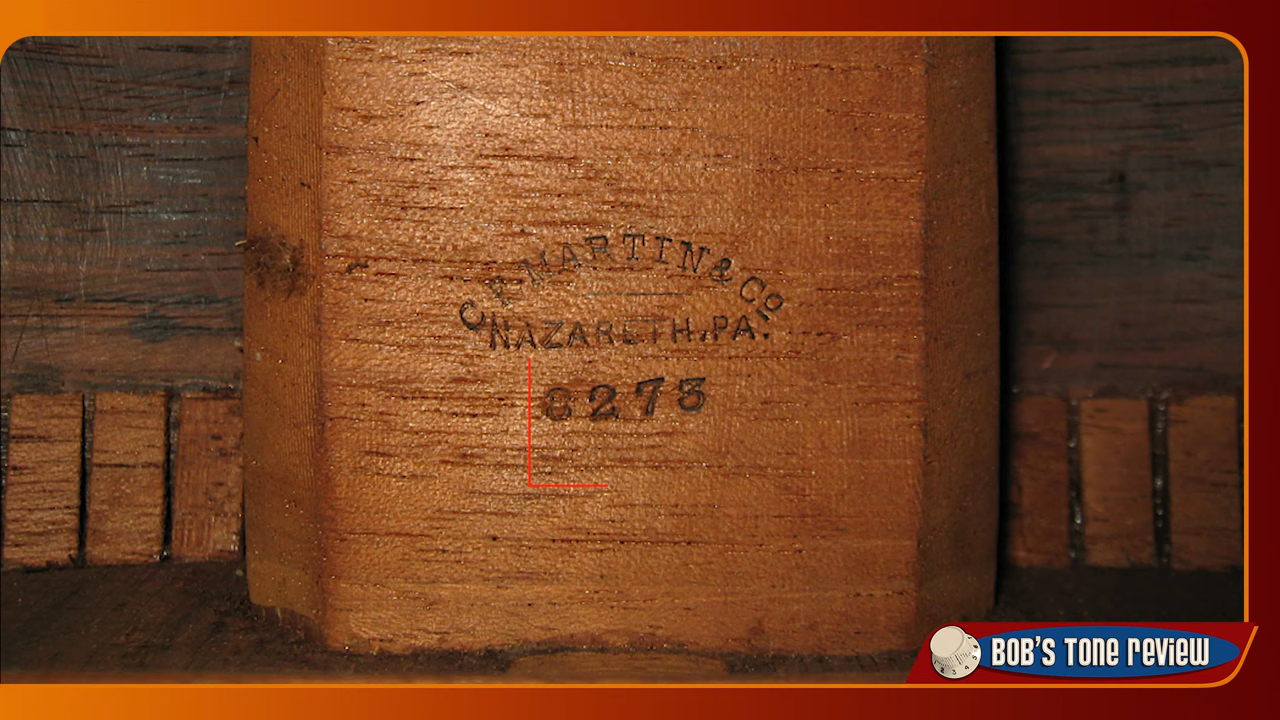 C. F. MARTIN & CO.
NAZARETH, PA.
8273
BOB'S TONE REVIEW